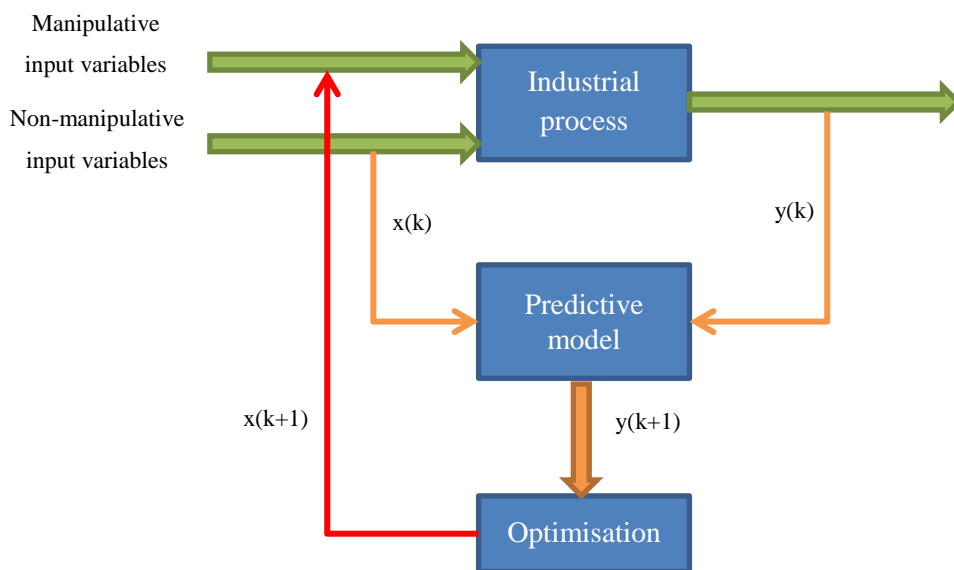 Manipulative
input variables
Industrial
process
Non-manipulative
input variables
x(k)
y(k)
Predictive
model
x(k+1)
y(k+1)
Optimisation